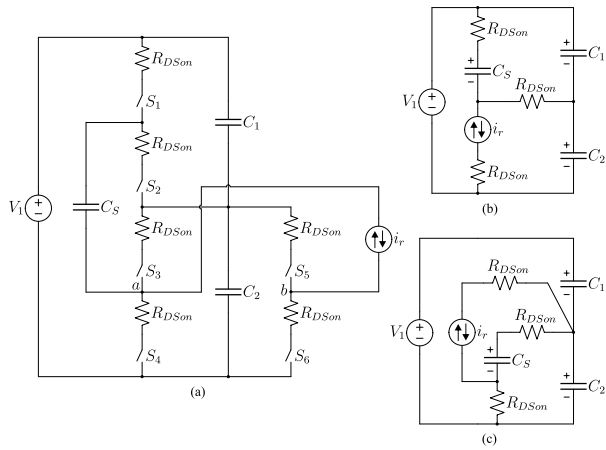 R_DSon
S_1
C_1
R_DSon
V_1
S_2
C_S
R_DSon
R_DSon
i_r
S_3
S_5
a
b
C_2
R_DSon
R_DSon
S_4
S_6
(a)
R_DSon
C_1
C_S
V_1
R_DSon
i_r
C_2
R_DSon
(b)
R_DSon
C_1
V_1
i_r
R_DSon
C_S
C_2
R_DSon
(c)